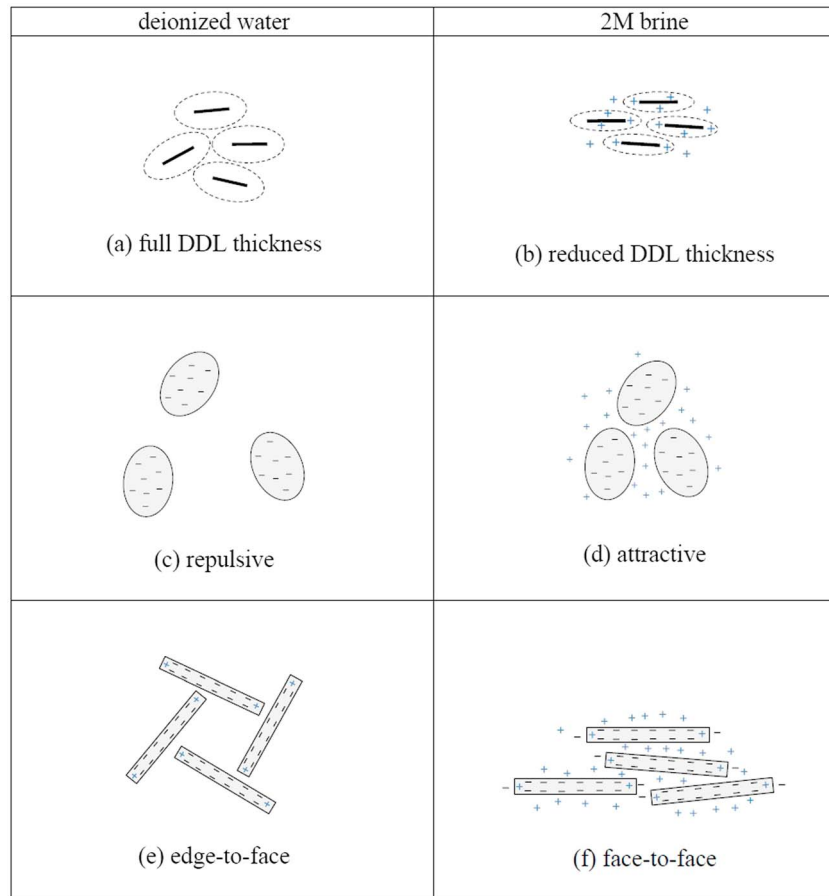 deionized water
2M brine
(a) full DDL thickness
(b) reduced DDL thickness
(c) repulsive
(d) attractive
(e) edge-to-face
(f) face-to-face